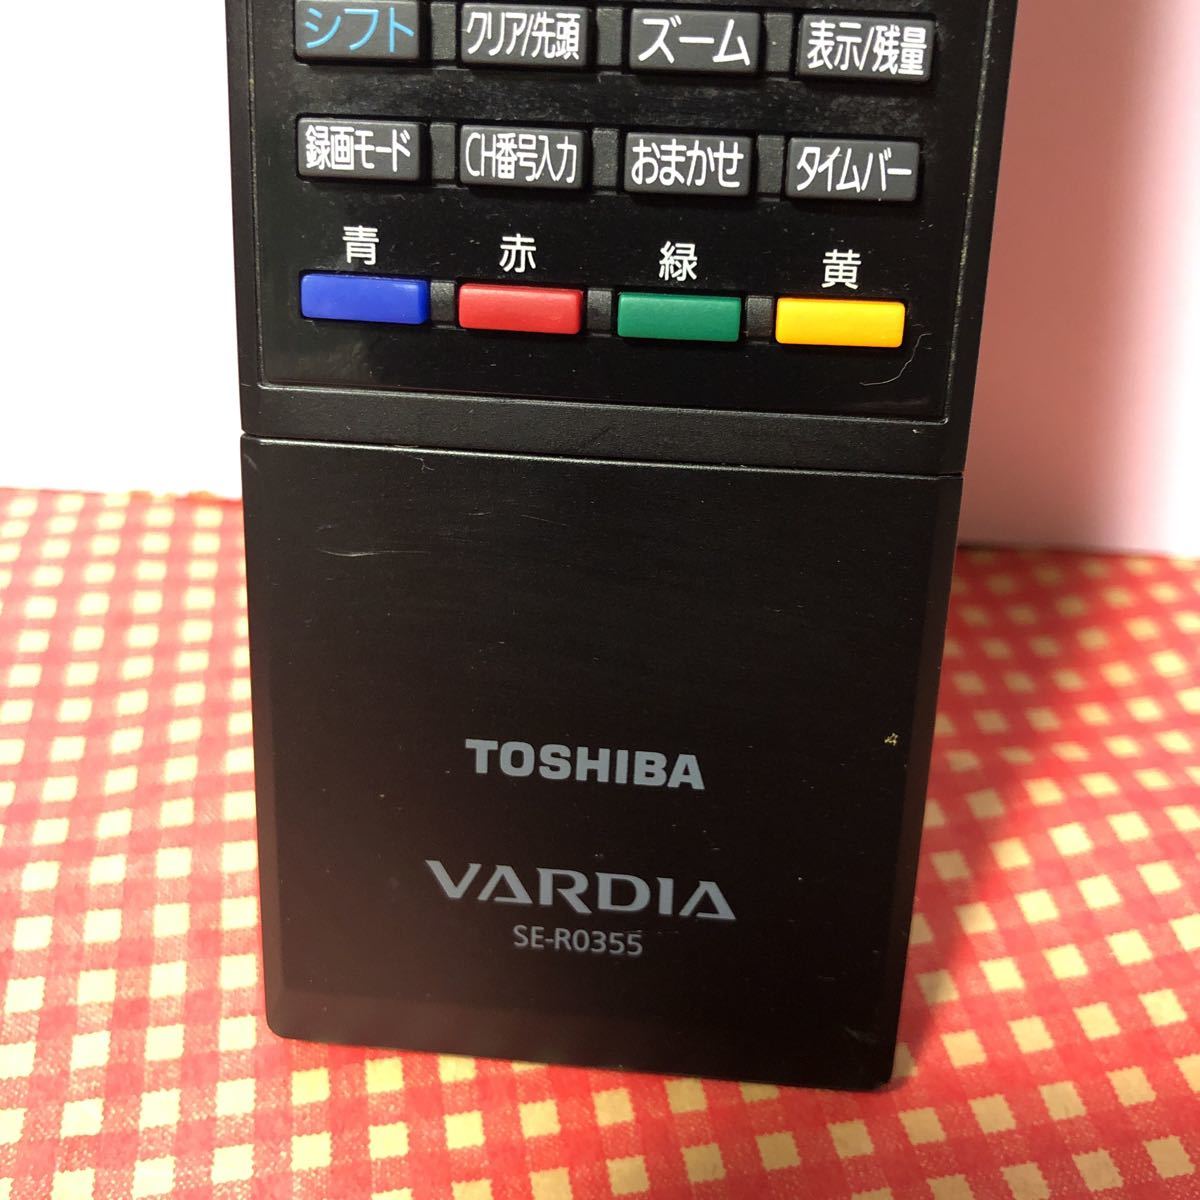 シフト クリア/先頭 ズーム 表示/残量
録画モード CH番号入力 おまかせ タイムバー
青 赤 緑 黄
TOSHIBA
VARDIA
SE-R0355